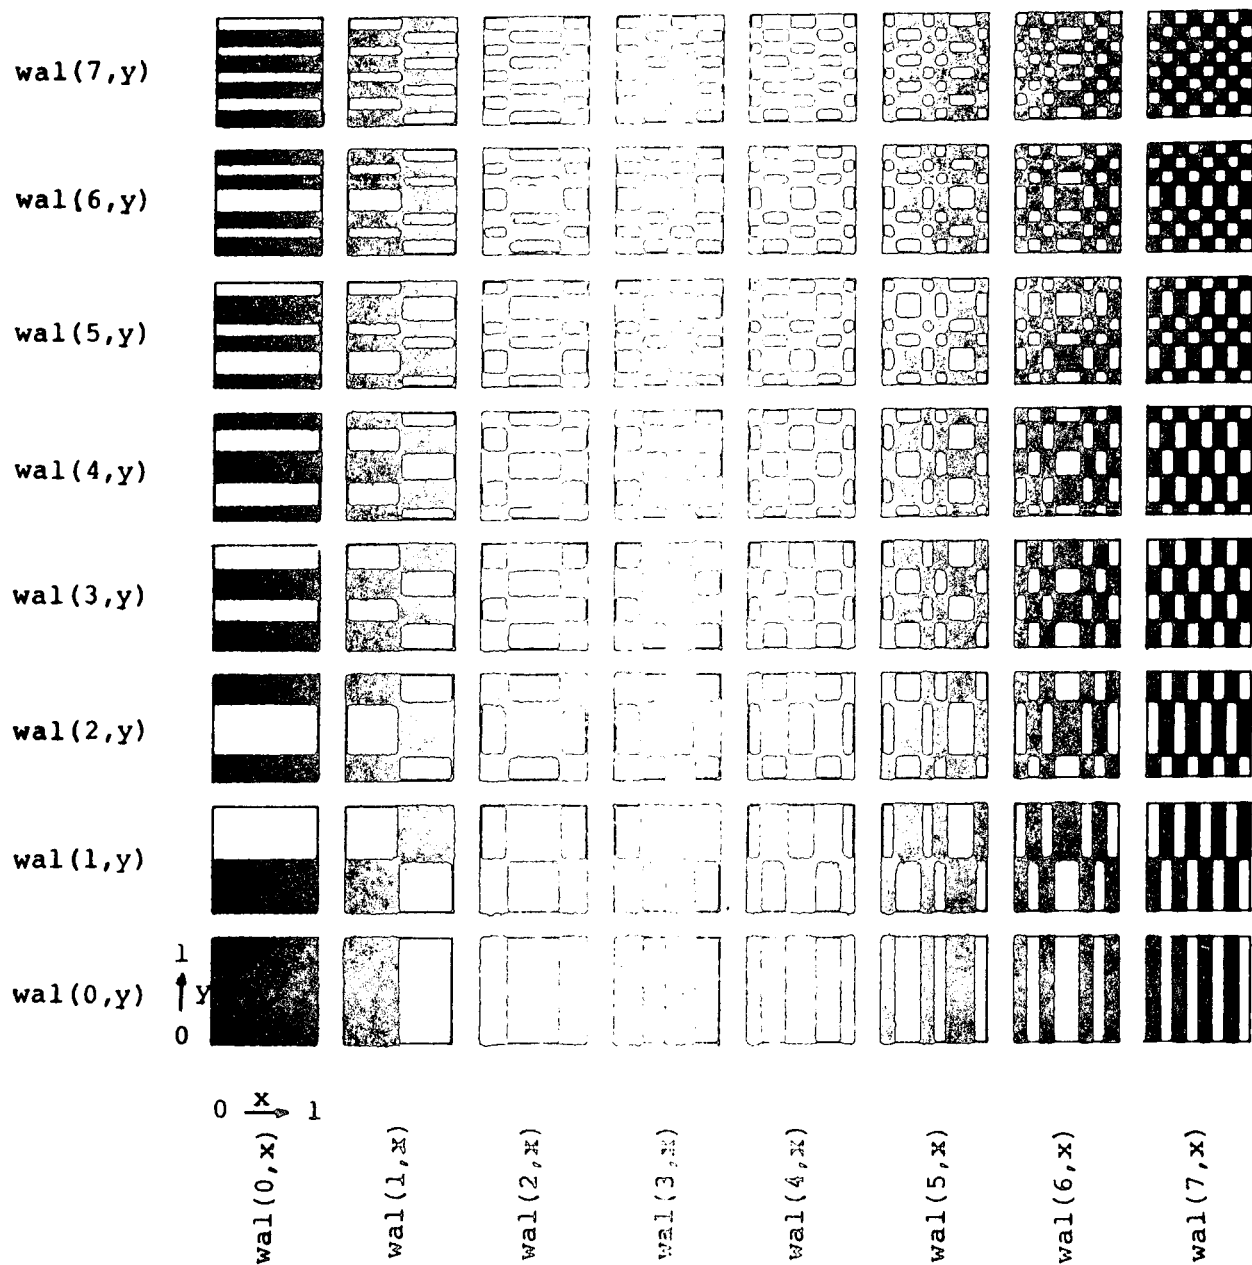 wal(7,y)
wal(6,y)
wal(5,y)
wal(4,y)
wal(3,y)
wal(2,y)
wal(1,y)
wal(0,y)
1
y
0
0 x 1
wal(0,x)
wal(1,x)
wal(2,x)
wal(3,x)
wal(4,x)
wal(5,x)
wal(6,x)
wal(7,x)